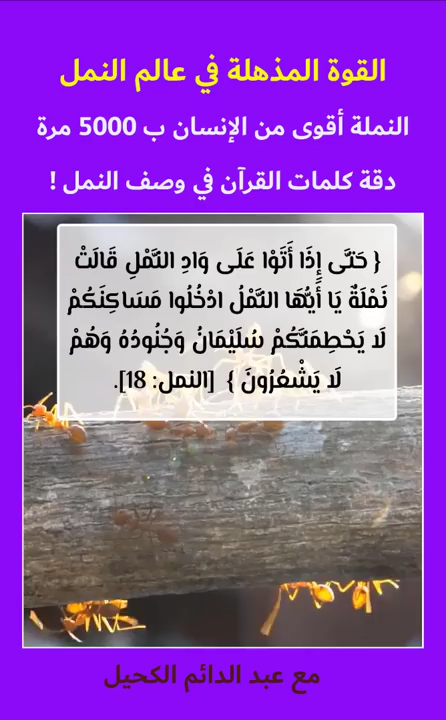 القوة المذهلة في عالم النمل
النملة أقوى من الإنسان ب 5000 مرة
دقة كلمات القرآن في وصف النمل !
{ حَتَّى إِذَا أَتَوْا عَلَى وَادِ النَّمْلِ قَالَتْ
نَمْلَةٌ يَا أَيُّهَا النَّمْلُ ادْخُلُوا مَسَاكِنَكُمْ
لَا يَحْطِمَنَّكُمْ سُلَيْمَانُ وَجُنُودُهُ وَهُمْ
لَا يَشْعُرُونَ } [النمل: 18].
مع عبد الدائم الكحيل